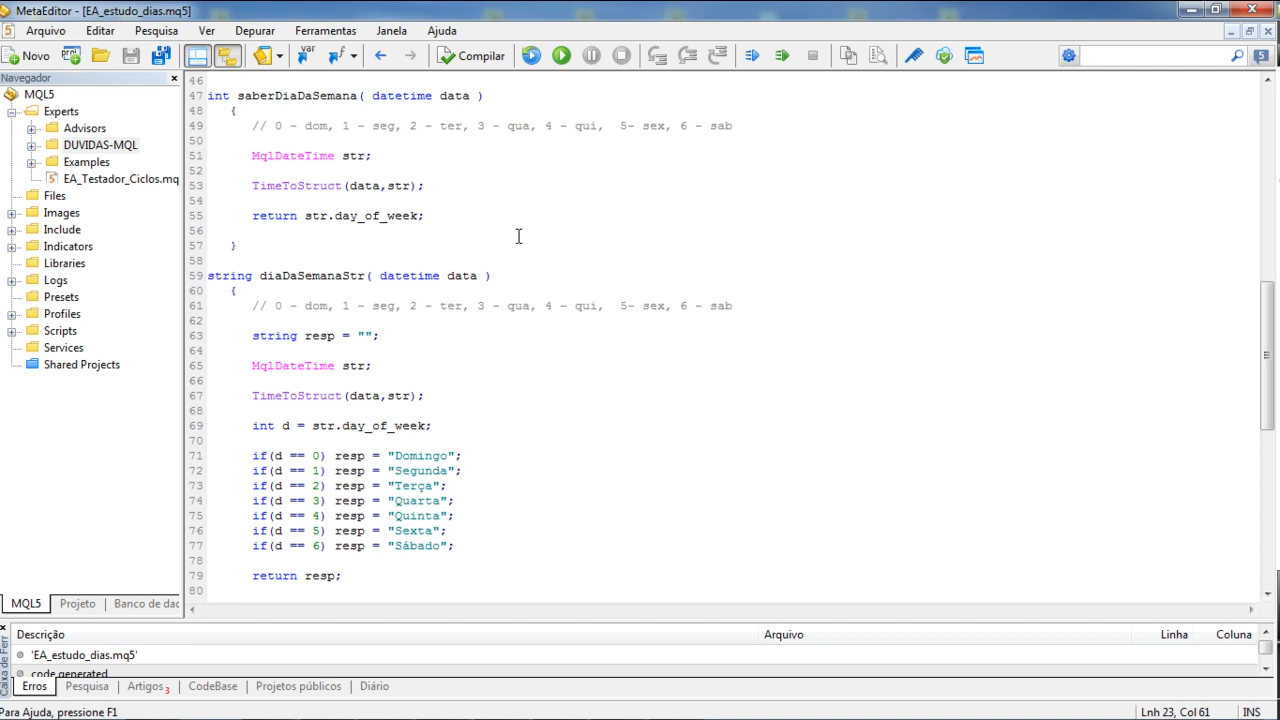 MetaEditor - [EA_estudo_dias.mq5]
Arquivo Editar Pesquisa Ver Depurar Ferramentas Janela Ajuda
Novo var Compilar 5
Navegador
MQL5
Experts
Advisors
DUVIDAS-MQL
Examples
EA_Testador_Ciclos.mq
Files
Images
Include
Indicators
Libraries
Logs
Presets
Profiles
Scripts
Services
Shared Projects
MQL5 Projeto Banco de dac
46
47 int saberDiaDaSemana( datetime data )
48 {
49 // 0 - dom, 1 - seg, 2 - ter, 3 - qua, 4 - qui, 5- sex, 6 - sab
50
51 MqlDateTime str;
52
53 TimeToStruct(data,str);
54
55 return str.day_of_week;
56
57 }
58
59 string diaDaSemanaStr( datetime data )
60 {
61 // 0 - dom, 1 - seg, 2 - ter, 3 - qua, 4 - qui, 5- sex, 6 - sab
62
63 string resp = "";
64
65 MqlDateTime str;
66
67 TimeToStruct(data,str);
68
69 int d = str.day_of_week;
70
71 if(d == 0) resp = "Domingo";
72 if(d == 1) resp = "Segunda";
73 if(d == 2) resp = "Terça";
74 if(d == 3) resp = "Quarta";
75 if(d == 4) resp = "Quinta";
76 if(d == 5) resp = "Sexta";
77 if(d == 6) resp = "Sábado";
78
79 return resp;
80
Descrição Arquivo Linha Coluna
'EA_estudo_dias.mq5'
code generated
Caixa de Ferr
Erros Pesquisa Artigos 3 CodeBase Projetos públicos Diário
Para Ajuda, pressione F1 Lnh 23, Col 61 INS